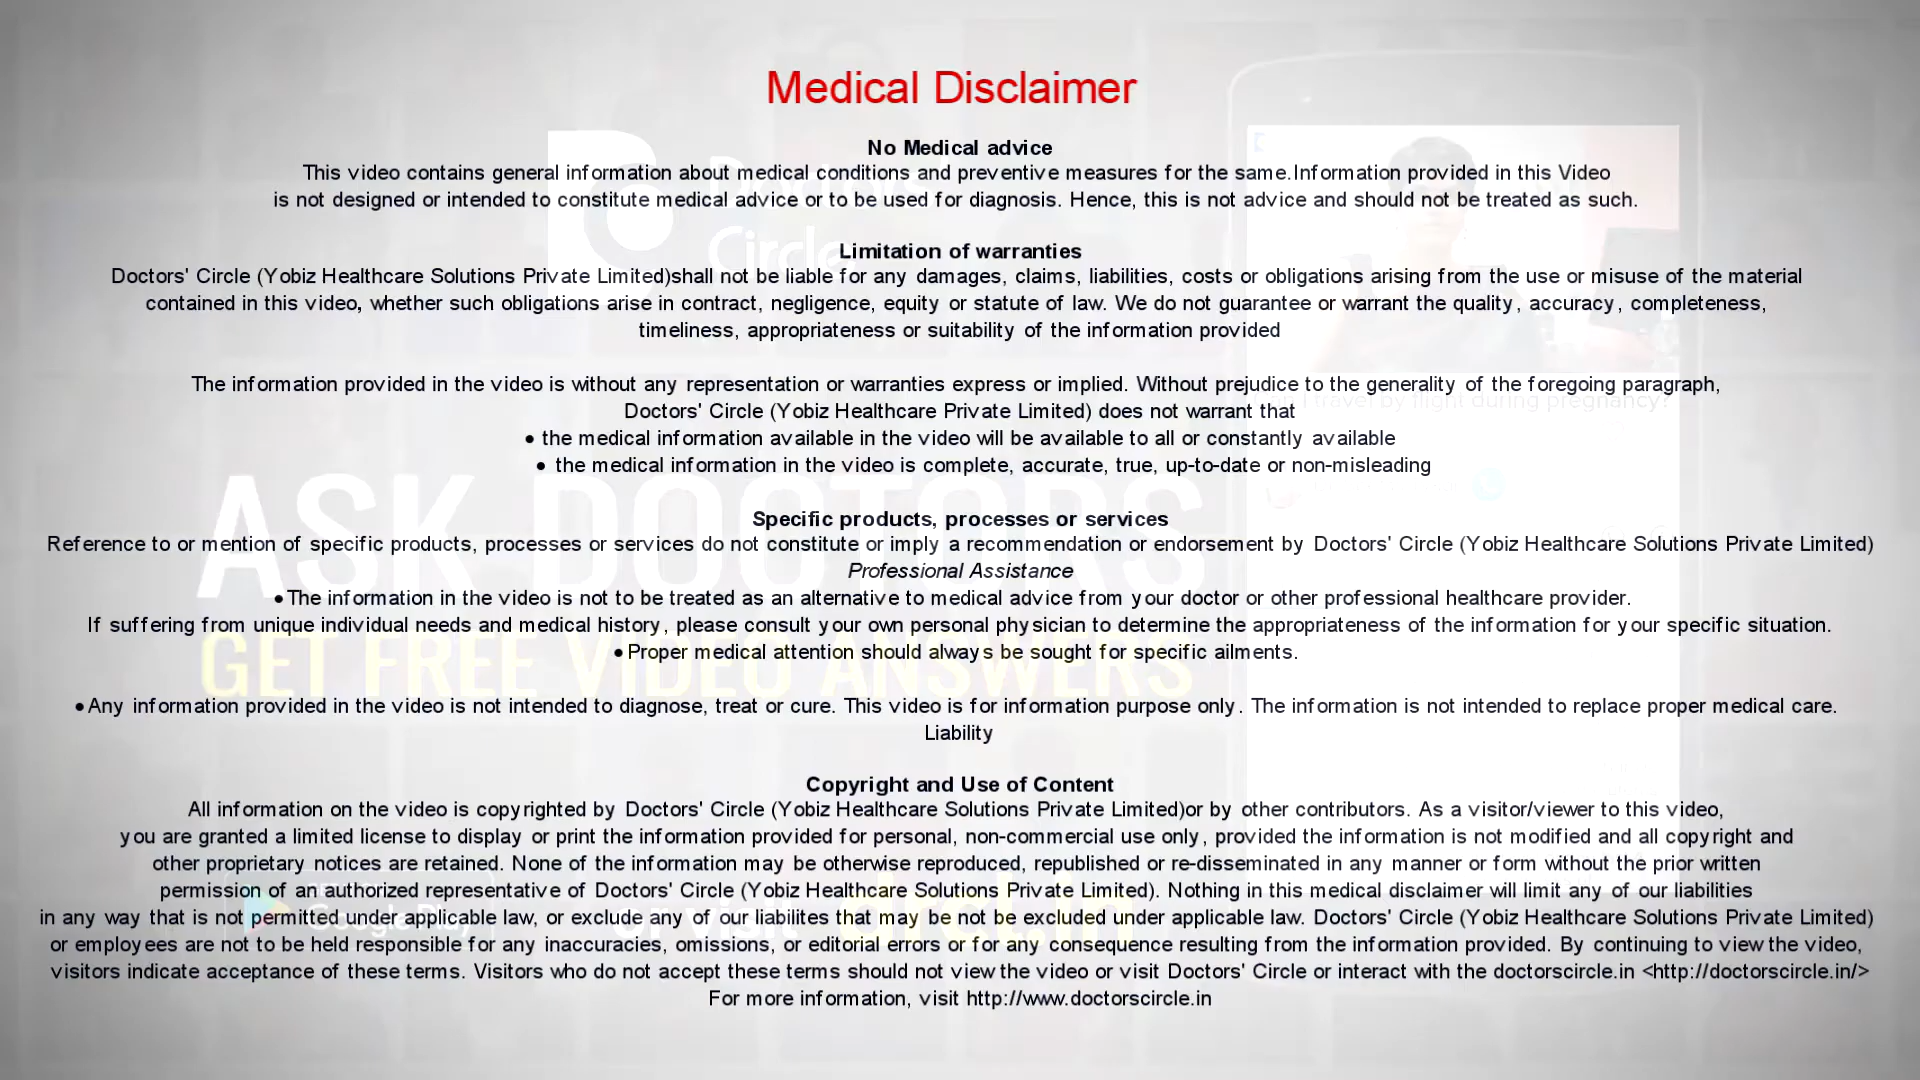 Medical Disclaimer
No Medical advice
This video contains general information about medical conditions and preventive measures for the same.Information provided in this Video
is not designed or intended to constitute medical advice or to be used for diagnosis. Hence, this is not advice and should not be treated as such.
Doctors'
Circle
Limitation of warranties
Doctors' Circle (Yobiz Healthcare Solutions Private Limited)shall not be liable for any damages, claims, liabilities, costs or obligations arising from the use or misuse of the material
contained in this video, whether such obligations arise in contract, negligence, equity or statute of law. We do not guarantee or warrant the quality, accuracy, completeness,
timeliness, appropriateness or suitability of the information provided
The information provided in the video is without any representation or warranties express or implied. Without prejudice to the generality of the foregoing paragraph,
Can I travel by flight during pregnancy?
Doctors' Circle (Yobiz Healthcare Private Limited) does not warrant that
• the medical information available in the video will be available to all or constantly available
• the medical information in the video is complete, accurate, true, up-to-date or non-misleading
ASK DOCTORS
Specific products, processes or services
Reference to or mention of specific products, processes or services do not constitute or imply a recommendation or endorsement by Doctors' Circle (Yobiz Healthcare Solutions Private Limited)
Professional Assistance
•The information in the video is not to be treated as an alternative to medical advice from your doctor or other professional healthcare provider.
If suffering from unique individual needs and medical history, please consult your own personal physician to determine the appropriateness of the information for your specific situation.
•Proper medical attention should always be sought for specific ailments.
GET FREE VIDEO ANSWERS
•Any information provided in the video is not intended to diagnose, treat or cure. This video is for information purpose only. The information is not intended to replace proper medical care.
Liability
Copyright and Use of Content
All information on the video is copyrighted by Doctors' Circle (Yobiz Healthcare Solutions Private Limited)or by other contributors. As a visitor/viewer to this video,
you are granted a limited license to display or print the information provided for personal, non-commercial use only, provided the information is not modified and all copyright and
other proprietary notices are retained. None of the information may be otherwise reproduced, republished or re-disseminated in any manner or form without the prior written
permission of an authorized representative of Doctors' Circle (Yobiz Healthcare Solutions Private Limited). Nothing in this medical disclaimer will limit any of our liabilities
in any way that is not permitted under applicable law, or exclude any of our liabilites that may be not be excluded under applicable law. Doctors' Circle (Yobiz Healthcare Solutions Private Limited)
Google Play
or visit drcl.in
or employees are not to be held responsible for any inaccuracies, omissions, or editorial errors or for any consequence resulting from the information provided. By continuing to view the video,
visitors indicate acceptance of these terms. Visitors who do not accept these terms should not view the video or visit Doctors' Circle or interact with the doctorscircle.in <http://doctorscircle.in/>
For more information, visit http://www.doctorscircle.in